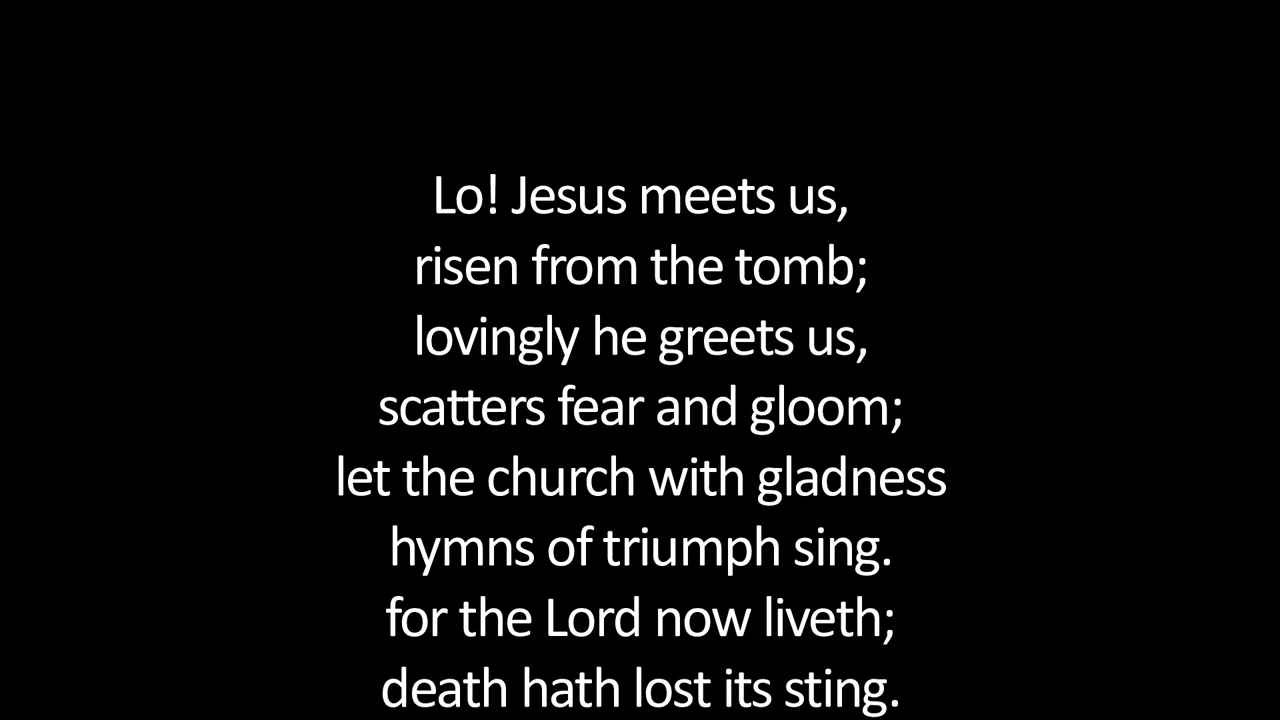 Lo! Jesus meets us,
risen from the tomb;
lovingly he greets us,
scatters fear and gloom;
let the church with gladness
hymns of triumph sing.
for the Lord now liveth;
death hath lost its sting.